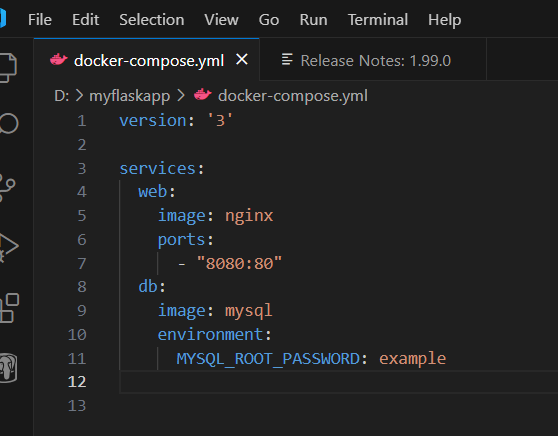 File Edit Selection View Go Run Terminal Help
docker-compose.yml Release Notes: 1.99.0
D: > myflaskapp > docker-compose.yml
1 version: '3'
2
3 services:
4 web:
5 image: nginx
6 ports:
7 - "8080:80"
8 db:
9 image: mysql
10 environment:
11 MYSQL_ROOT_PASSWORD: example
12
13